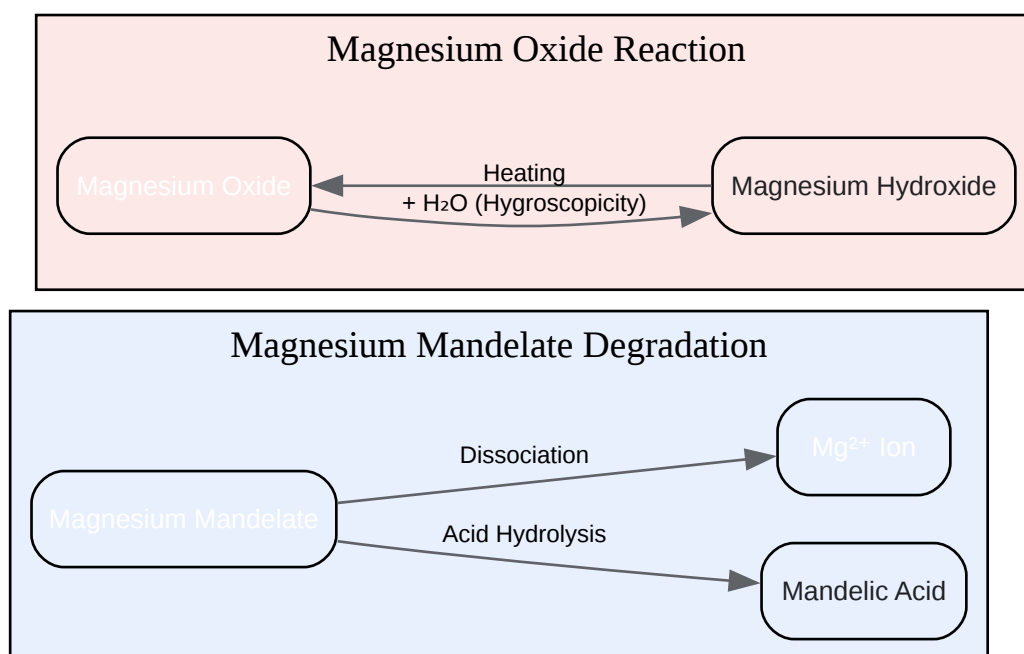 Magnesium Oxide Reaction
Magnesium Oxide
Heating
+ H₂O (Hygroscopicity)
Magnesium Hydroxide
Magnesium Mandelate Degradation
Magnesium Mandelate
Dissociation
Mg²⁺ Ion
Acid Hydrolysis
Mandelic Acid